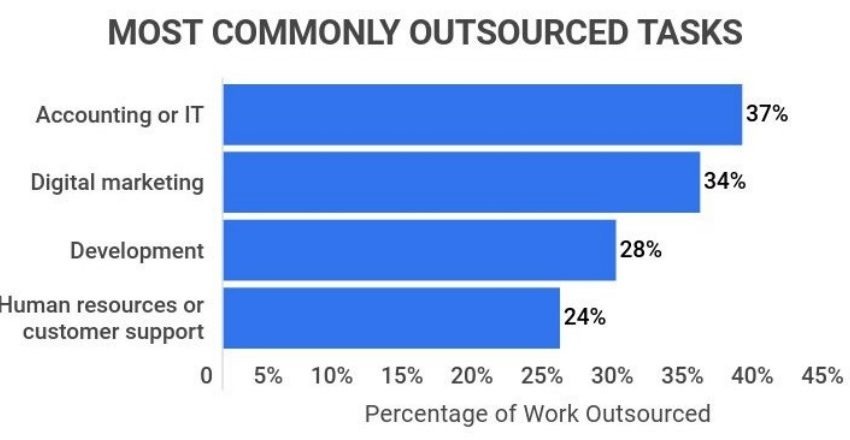 MOST COMMONLY OUTSOURCED TASKS
Accounting or IT
37%
Digital marketing
34%
Development
28%
Human resources or
customer support
24%
0 5% 10% 15% 20% 25% 30% 35% 40% 45%
Percentage of Work Outsourced